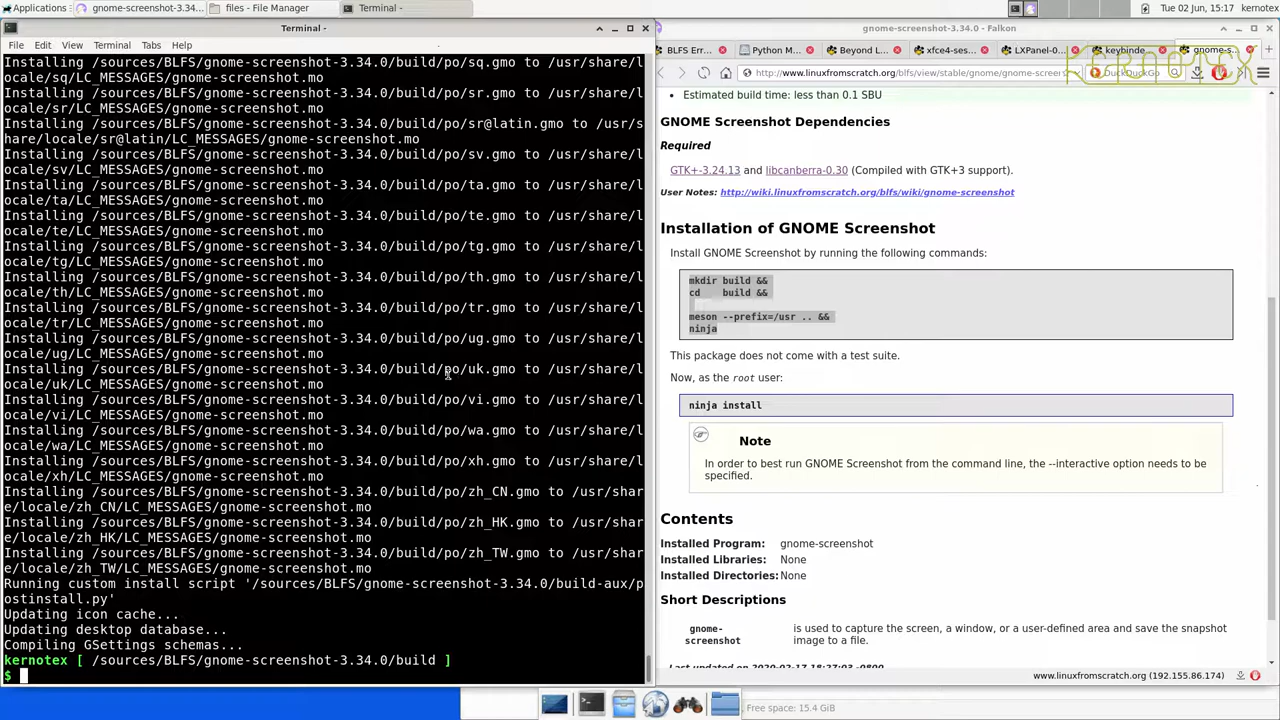 Applications
gnome-screenshot-3.34.0...
files - File Manager
Terminal -
Tue 02 Jun, 15:17
kernotex
Terminal -
File Edit View Terminal Tabs Help
Installing /sources/BLFS/gnome-screenshot-3.34.0/build/po/sq.gmo to /usr/share/l
ocale/sq/LC_MESSAGES/gnome-screenshot.mo
Installing /sources/BLFS/gnome-screenshot-3.34.0/build/po/sr.gmo to /usr/share/l
ocale/sr/LC_MESSAGES/gnome-screenshot.mo
Installing /sources/BLFS/gnome-screenshot-3.34.0/build/po/sr@latin.gmo to /usr/s
hare/locale/sr@latin/LC_MESSAGES/gnome-screenshot.mo
Installing /sources/BLFS/gnome-screenshot-3.34.0/build/po/sv.gmo to /usr/share/l
ocale/sv/LC_MESSAGES/gnome-screenshot.mo
Installing /sources/BLFS/gnome-screenshot-3.34.0/build/po/ta.gmo to /usr/share/l
ocale/ta/LC_MESSAGES/gnome-screenshot.mo
Installing /sources/BLFS/gnome-screenshot-3.34.0/build/po/te.gmo to /usr/share/l
ocale/te/LC_MESSAGES/gnome-screenshot.mo
Installing /sources/BLFS/gnome-screenshot-3.34.0/build/po/tg.gmo to /usr/share/l
ocale/tg/LC_MESSAGES/gnome-screenshot.mo
Installing /sources/BLFS/gnome-screenshot-3.34.0/build/po/th.gmo to /usr/share/l
ocale/th/LC_MESSAGES/gnome-screenshot.mo
Installing /sources/BLFS/gnome-screenshot-3.34.0/build/po/tr.gmo to /usr/share/l
ocale/tr/LC_MESSAGES/gnome-screenshot.mo
Installing /sources/BLFS/gnome-screenshot-3.34.0/build/po/ug.gmo to /usr/share/l
ocale/ug/LC_MESSAGES/gnome-screenshot.mo
Installing /sources/BLFS/gnome-screenshot-3.34.0/build/po/uk.gmo to /usr/share/l
ocale/uk/LC_MESSAGES/gnome-screenshot.mo
Installing /sources/BLFS/gnome-screenshot-3.34.0/build/po/vi.gmo to /usr/share/l
ocale/vi/LC_MESSAGES/gnome-screenshot.mo
Installing /sources/BLFS/gnome-screenshot-3.34.0/build/po/wa.gmo to /usr/share/l
ocale/wa/LC_MESSAGES/gnome-screenshot.mo
Installing /sources/BLFS/gnome-screenshot-3.34.0/build/po/xh.gmo to /usr/share/l
ocale/xh/LC_MESSAGES/gnome-screenshot.mo
Installing /sources/BLFS/gnome-screenshot-3.34.0/build/po/zh_CN.gmo to /usr/shar
e/locale/zh_CN/LC_MESSAGES/gnome-screenshot.mo
Installing /sources/BLFS/gnome-screenshot-3.34.0/build/po/zh_HK.gmo to /usr/shar
e/locale/zh_HK/LC_MESSAGES/gnome-screenshot.mo
Installing /sources/BLFS/gnome-screenshot-3.34.0/build/po/zh_TW.gmo to /usr/shar
e/locale/zh_TW/LC_MESSAGES/gnome-screenshot.mo
Running custom install script '/sources/BLFS/gnome-screenshot-3.34.0/build-aux/p
ostinstall.py'
Updating icon cache...
Updating desktop database...
Compiling GSettings schemas...
kernotex [ /sources/BLFS/gnome-screenshot-3.34.0/build ]
$
gnome-screenshot-3.34.0 - Falkon
BLFS Err...
Python M...
Beyond L...
xfce4-ses...
LXPanel-0...
keybinde...
gnome-s...
http://www.linuxfromscratch.org/blfs/view/stable/gnome/gnome-screer
DuckDuckGo
KERNOTEX
• Estimated build time: less than 0.1 SBU
GNOME Screenshot Dependencies
Required
GTK+-3.24.13 and libcanberra-0.30 (Compiled with GTK+3 support).
User Notes: http://wiki.linuxfromscratch.org/blfs/wiki/gnome-screenshot
Installation of GNOME Screenshot
Install GNOME Screenshot by running the following commands:
mkdir build &&
cd    build &&
meson --prefix=/usr .. &&
ninja
This package does not come with a test suite.
Now, as the root user:
ninja install
Note
In order to best run GNOME Screenshot from the command line, the --interactive option needs to be
specified.
Contents
Installed Program: gnome-screenshot
Installed Libraries: None
Installed Directories: None
Short Descriptions
gnome-
screenshot
is used to capture the screen, a window, or a user-defined area and save the snapshot
image to a file.
Last updated on 2020-02-17 18:27:03 -0800
www.linuxfromscratch.org (192.155.86.174)
Free space: 15.4 GiB